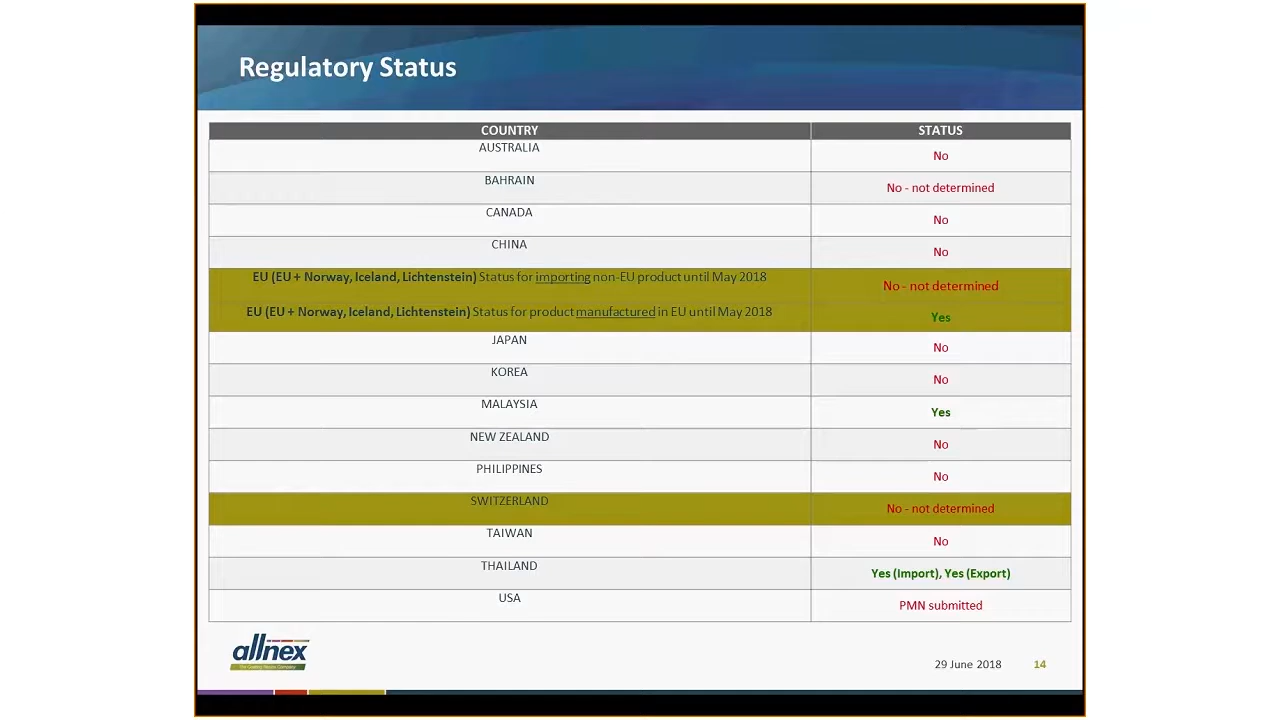 Regulatory Status
COUNTRY STATUS
AUSTRALIA No
BAHRAIN No - not determined
CANADA No
CHINA No
EU (EU + Norway, Iceland, Lichtenstein) Status for importing non-EU product until May 2018 No - not determined
EU (EU + Norway, Iceland, Lichtenstein) Status for product manufactured in EU until May 2018 Yes
JAPAN No
KOREA No
MALAYSIA Yes
NEW ZEALAND No
PHILIPPINES No
SWITZERLAND No - not determined
TAIWAN No
THAILAND Yes (Import), Yes (Export)
USA PMN submitted
allnex
29 June 2018 14